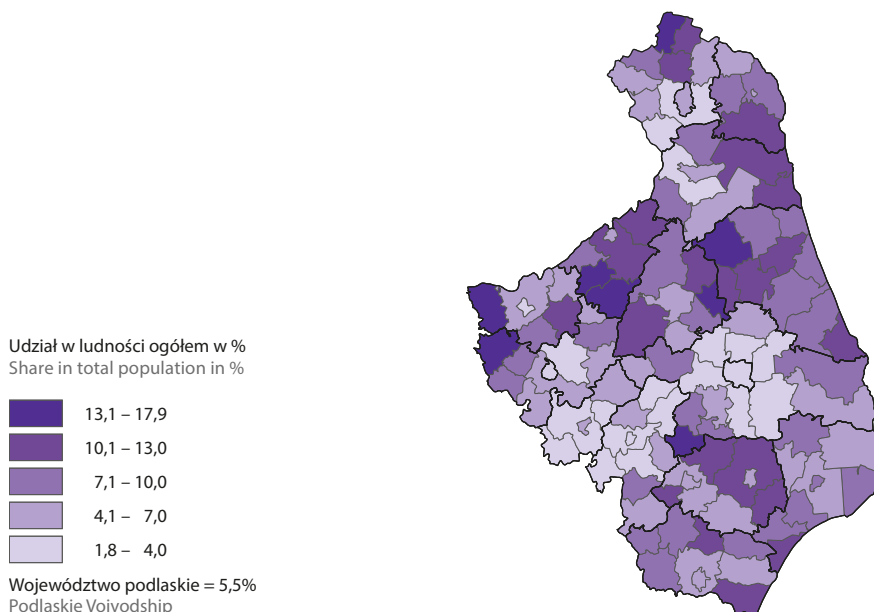 Udział w ludności ogółem w %
Share in total population in %
13,1 – 17,9
10,1 – 13,0
7,1 – 10,0
4,1 – 7,0
1,8 – 4,0
Województwo podlaskie = 5,5%
Podlaskie Voivodship